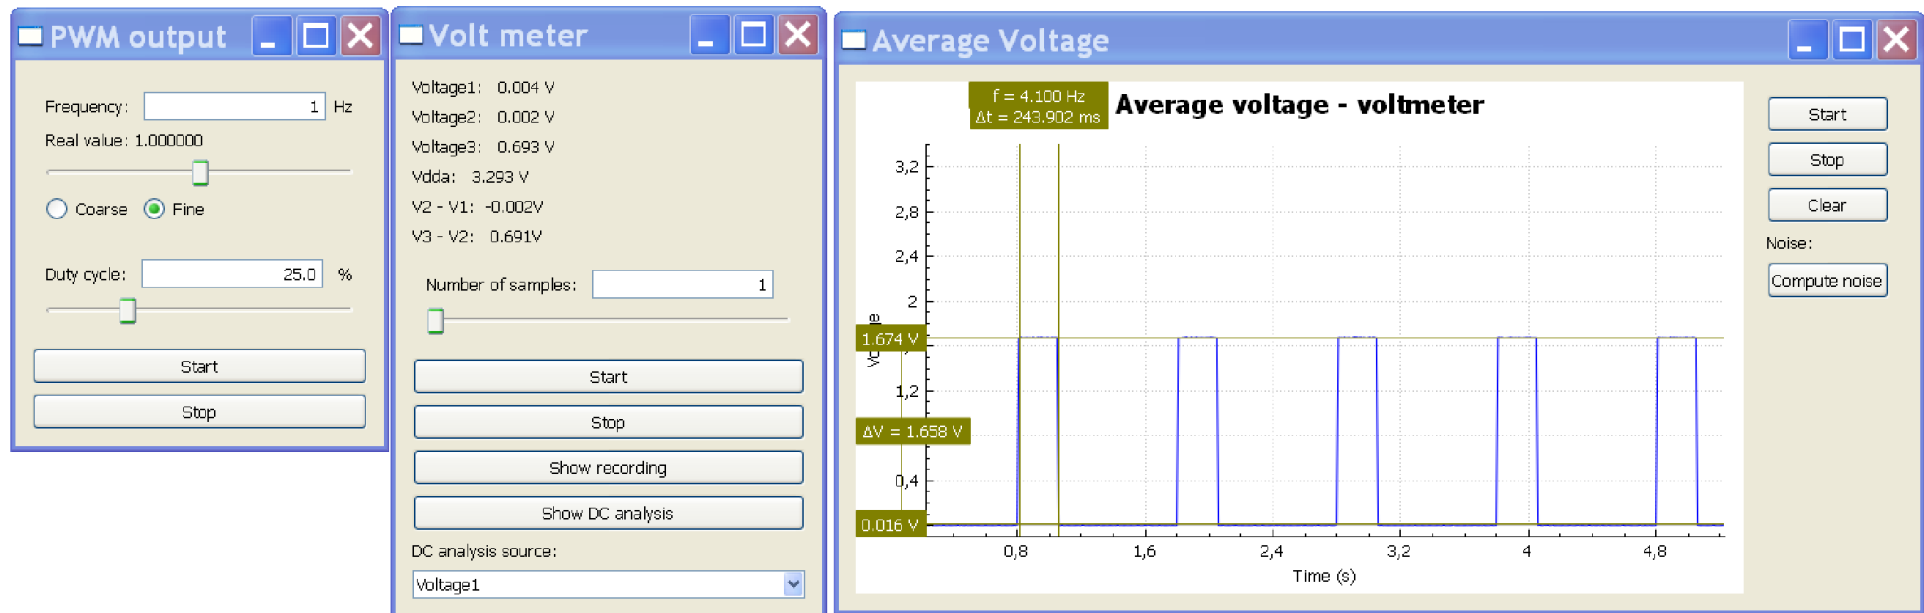 PWM output
Frequency: 1 Hz
Real value: 1.000000
Coarse Fine
Duty cycle: 25.0 %
Start
Stop
Volt meter
Voltage1: 0.004 V
Voltage2: 0.002 V
Voltage3: 0.693 V
Vdda: 3.293 V
V2 - V1: -0.002V
V3 - V2: 0.691V
Number of samples: 1
Start
Stop
Show recording
Show DC analysis
DC analysis source:
Voltage1
Average Voltage
f = 4.100 Hz
Δt = 243.902 ms
Average voltage - voltmeter
3,2
2,8
2,4
2
1.674 V
1,2
ΔV = 1.658 V
0,4
0.016 V
0,8 1,6 2,4 3,2 4 4,8
Time (s)
Start
Stop
Clear
Noise:
Compute noise